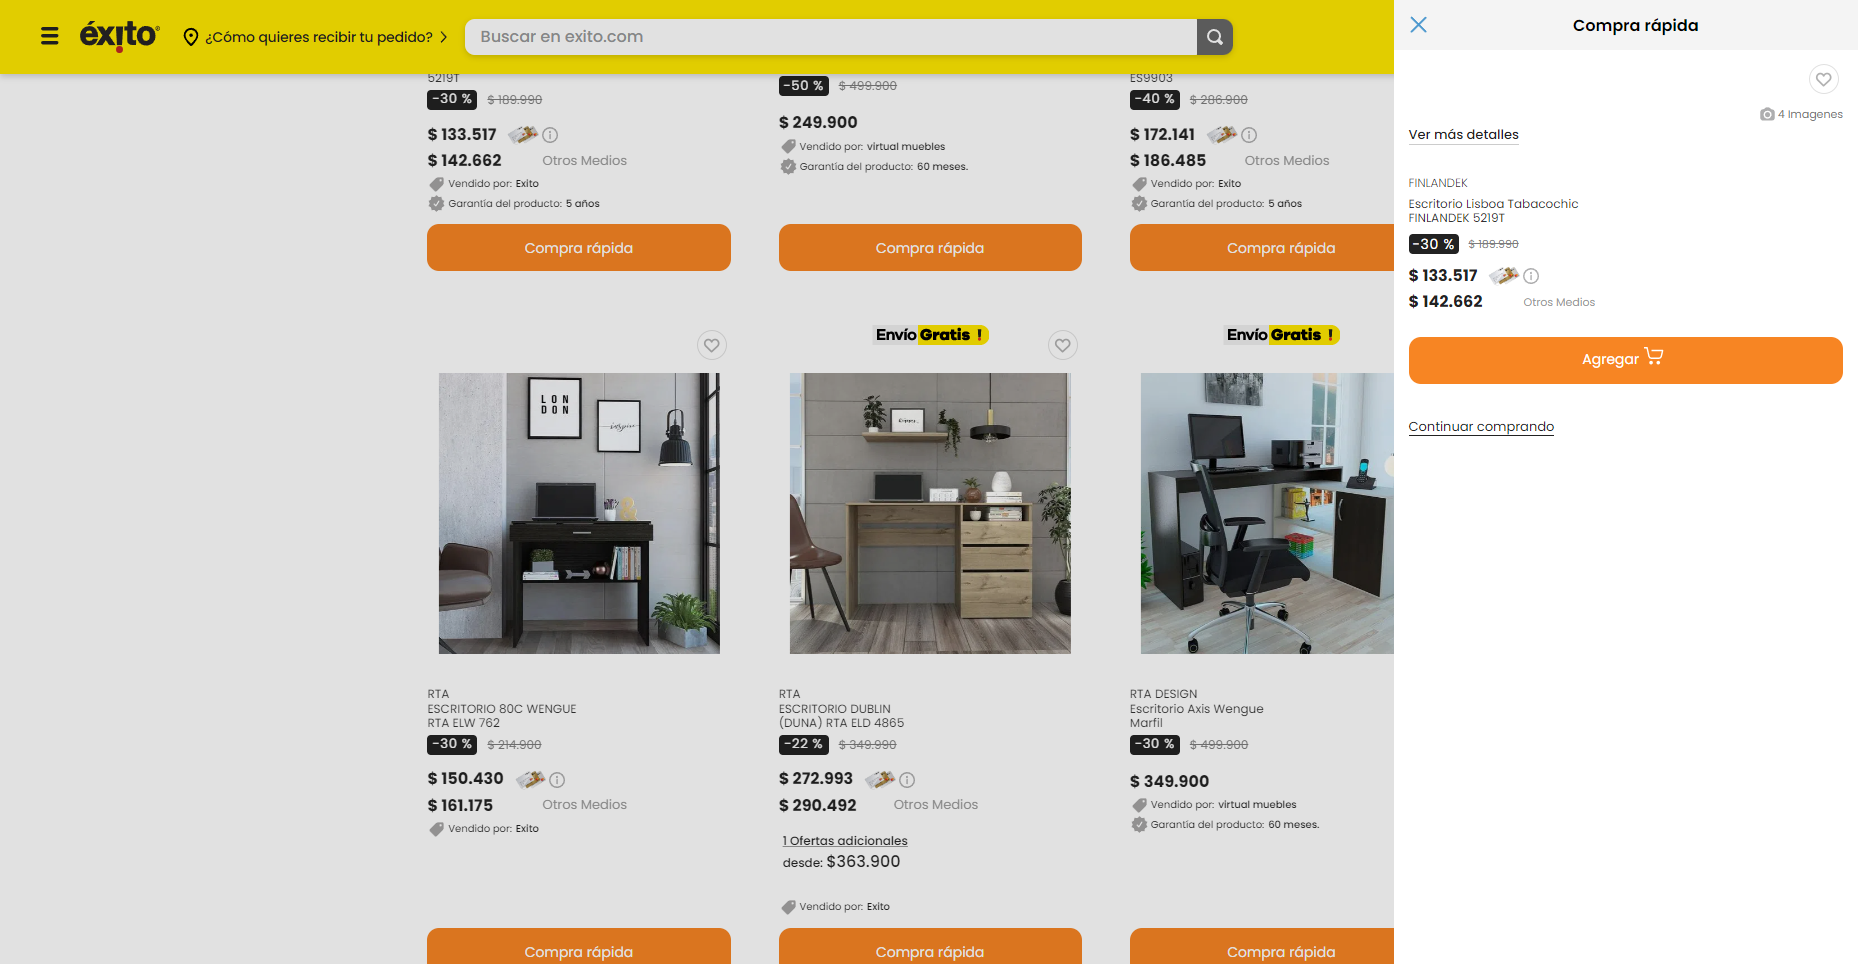 éxito
¿Cómo quieres recibir tu pedido?
Buscar en exito.com
5219T
-30 % $ 189.990
$ 133.517
$ 142.662 Otros Medios
Vendido por: Exito
Garantía del producto: 5 años
Compra rápida
-50 % $ 499.900
$ 249.900
Vendido por: virtual muebles
Garantía del producto: 60 meses.
Compra rápida
ES9903
-40 % $ 286.900
$ 172.141
$ 186.485 Otros Medios
Vendido por: Exito
Garantía del producto: 5 años
Compra rápida
LON
DON
inspire
RTA
ESCRITORIO 80C WENGUE
RTA ELW 762
-30 % $ 214.900
$ 150.430
$ 161.175 Otros Medios
Vendido por: Exito
Compra rápida
Envío Gratis !
RTA
ESCRITORIO DUBLIN
(DUNA) RTA ELD 4865
-22 % $ 349.990
$ 272.993
$ 290.492 Otros Medios
1 Ofertas adicionales
desde: $363.900
Vendido por: Exito
Compra rápida
Envío Gratis !
RTA DESIGN
Escritorio Axis Wengue
Marfil
-30 % $ 499.900
$ 349.900
Vendido por: virtual muebles
Garantía del producto: 60 meses.
Compra rápida
Compra rápida
4 Imagenes
Ver más detalles
FINLANDEK
Escritorio Lisboa Tabacochic
FINLANDEK 5219T
-30 % $ 189.990
$ 133.517
$ 142.662 Otros Medios
Agregar
Continuar comprando